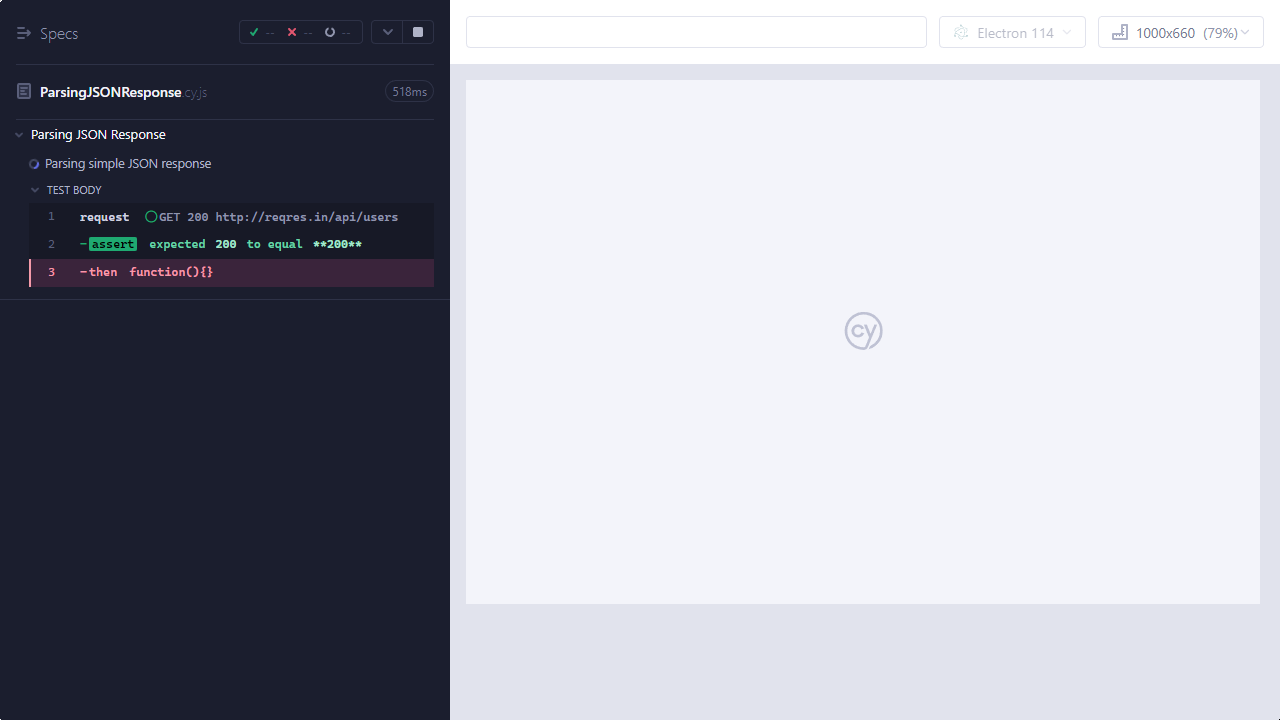 Specs -- -- --
ParsingJSONResponse.cy.js 518ms
Parsing JSON Response
Parsing simple JSON response
TEST BODY
1 request GET 200 http://reqres.in/api/users
2 -assert expected 200 to equal **200**
3 -then function(){}
Electron 114
1000x660 (79%)
cy